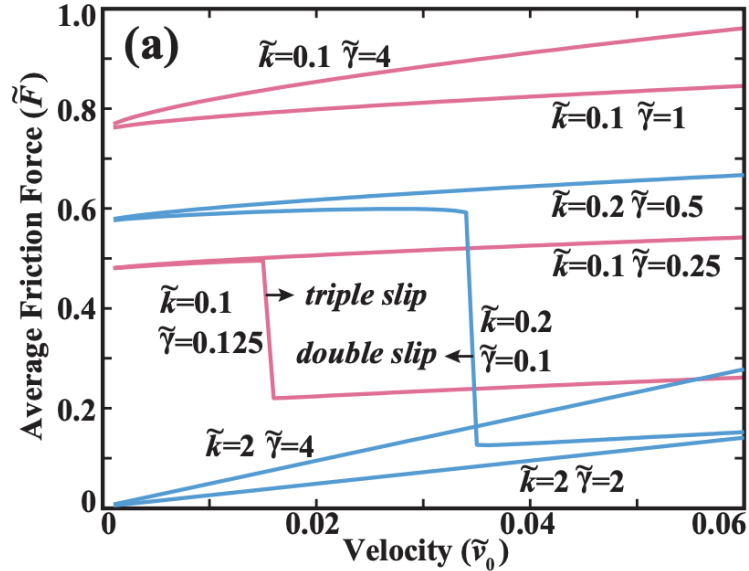 (a)
1.0
0.8
0.6
0.4
0.2
0
Average Friction Force (F̃)
k̃=0.1 γ̃=4
k̃=0.1 γ̃=1
k̃=0.2 γ̃=0.5
k̃=0.1 γ̃=0.25
k̃=0.1
γ̃=0.125
triple slip
double slip
k̃=0.2
γ̃=0.1
k̃=2 γ̃=4
k̃=2 γ̃=2
0
0.02
0.04
0.06
Velocity (ṽ₀)